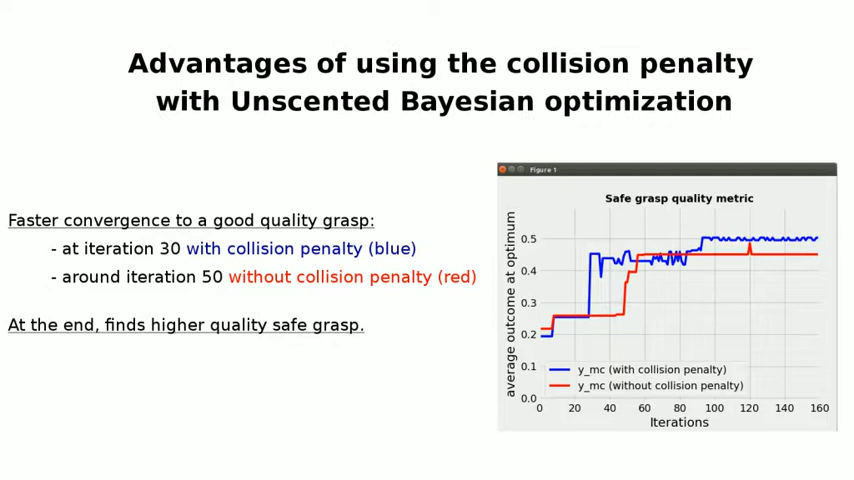 Advantages of using the collision penalty
with Unscented Bayesian optimization
Faster convergence to a good quality grasp:
- at iteration 30 with collision penalty (blue)
- around iteration 50 without collision penalty (red)
At the end, finds higher quality safe grasp.
Figure 1
Safe grasp quality metric
average outcome at optimum
0.5
0.4
0.3
0.2
0.1
0.0
y_mc (with collision penalty)
y_mc (without collision penalty)
0 20 40 60 80 100 120 140 160
Iterations